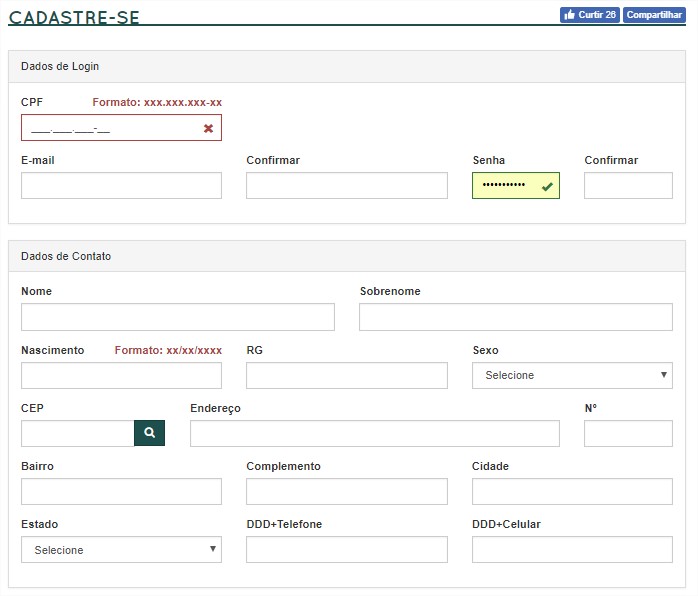 CADASTRE-SE
Curtir 26 Compartilhar
Dados de Login
CPF Formato: xxx.xxx.xxx-xx
___.___.___-__
E-mail Confirmar Senha Confirmar
•••••••••••
Dados de Contato
Nome Sobrenome
Nascimento Formato: xx/xx/xxxx RG Sexo
Selecione
CEP Endereço Nº
Bairro Complemento Cidade
Estado DDD+Telefone DDD+Celular
Selecione